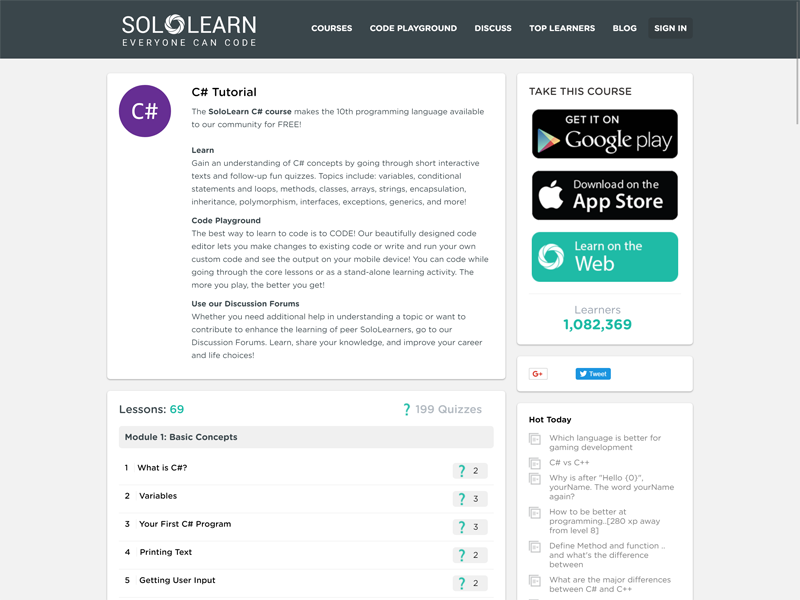 SOLOLEARN
EVERYONE CAN CODE
COURSES CODE PLAYGROUND DISCUSS TOP LEARNERS BLOG SIGN IN
C#
C# Tutorial
The SoloLearn C# course makes the 10th programming language available
to our community for FREE!
Learn
Gain an understanding of C# concepts by going through short interactive
texts and follow-up fun quizzes. Topics include: variables, conditional
statements and loops, methods, classes, arrays, strings, encapsulation,
inheritance, polymorphism, interfaces, exceptions, generics, and more!
Code Playground
The best way to learn to code is to CODE! Our beautifully designed code
editor lets you make changes to existing code or write and run your own
custom code and see the output on your mobile device! You can code while
going through the core lessons or as a stand-alone learning activity. The
more you play, the better you get!
Use our Discussion Forums
Whether you need additional help in understanding a topic or want to
contribute to enhance the learning of peer SoloLearners, go to our
Discussion Forums. Learn, share your knowledge, and improve your career
and life choices!
Lessons: 69
? 199 Quizzes
Module 1: Basic Concepts
1 What is C#? ? 2
2 Variables ? 3
3 Your First C# Program ? 3
4 Printing Text ? 2
5 Getting User Input ? 2
TAKE THIS COURSE
GET IT ON
Google play
Download on the
App Store
Learn on the
Web
Learners
1,082,369
G+ Tweet
Hot Today
Which language is better for
gaming development
C# vs C++
Why is after "Hello {0}",
yourName. The word yourName
again?
How to be better at
programming..[280 xp away
from level 8]
Define Method and function ..
and what's the difference
between
What are the major differences
between C# and C++